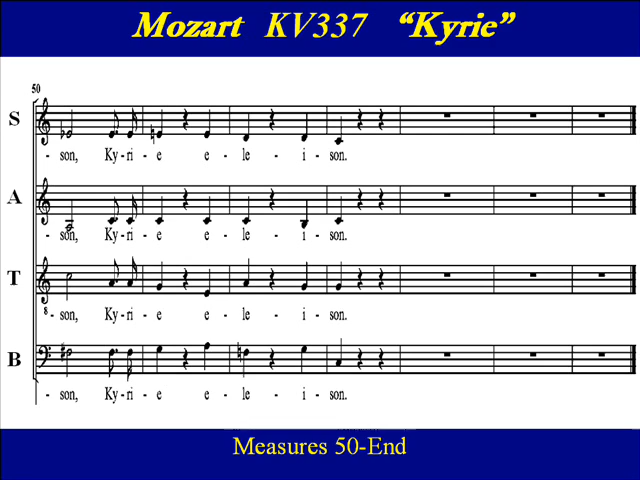 Mozart KV337 “Kyrie”
50
S
- son, Ky - ri - e e - le - i - son.
A
- son, Ky - ri - e e - le - i - son.
T
8
- son, Ky - ri - e e - le - i - son.
B
- son, Ky - ri - e e - le - i - son.
Measures 50-End